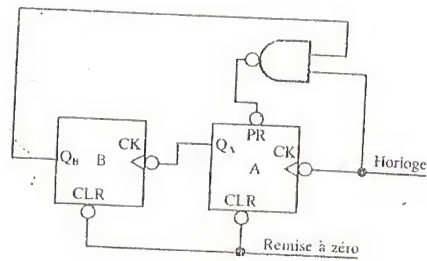 PR
CK
Q_A
A
CLR
CK
Q_B
B
CLR
Horloge
Remise à zéro